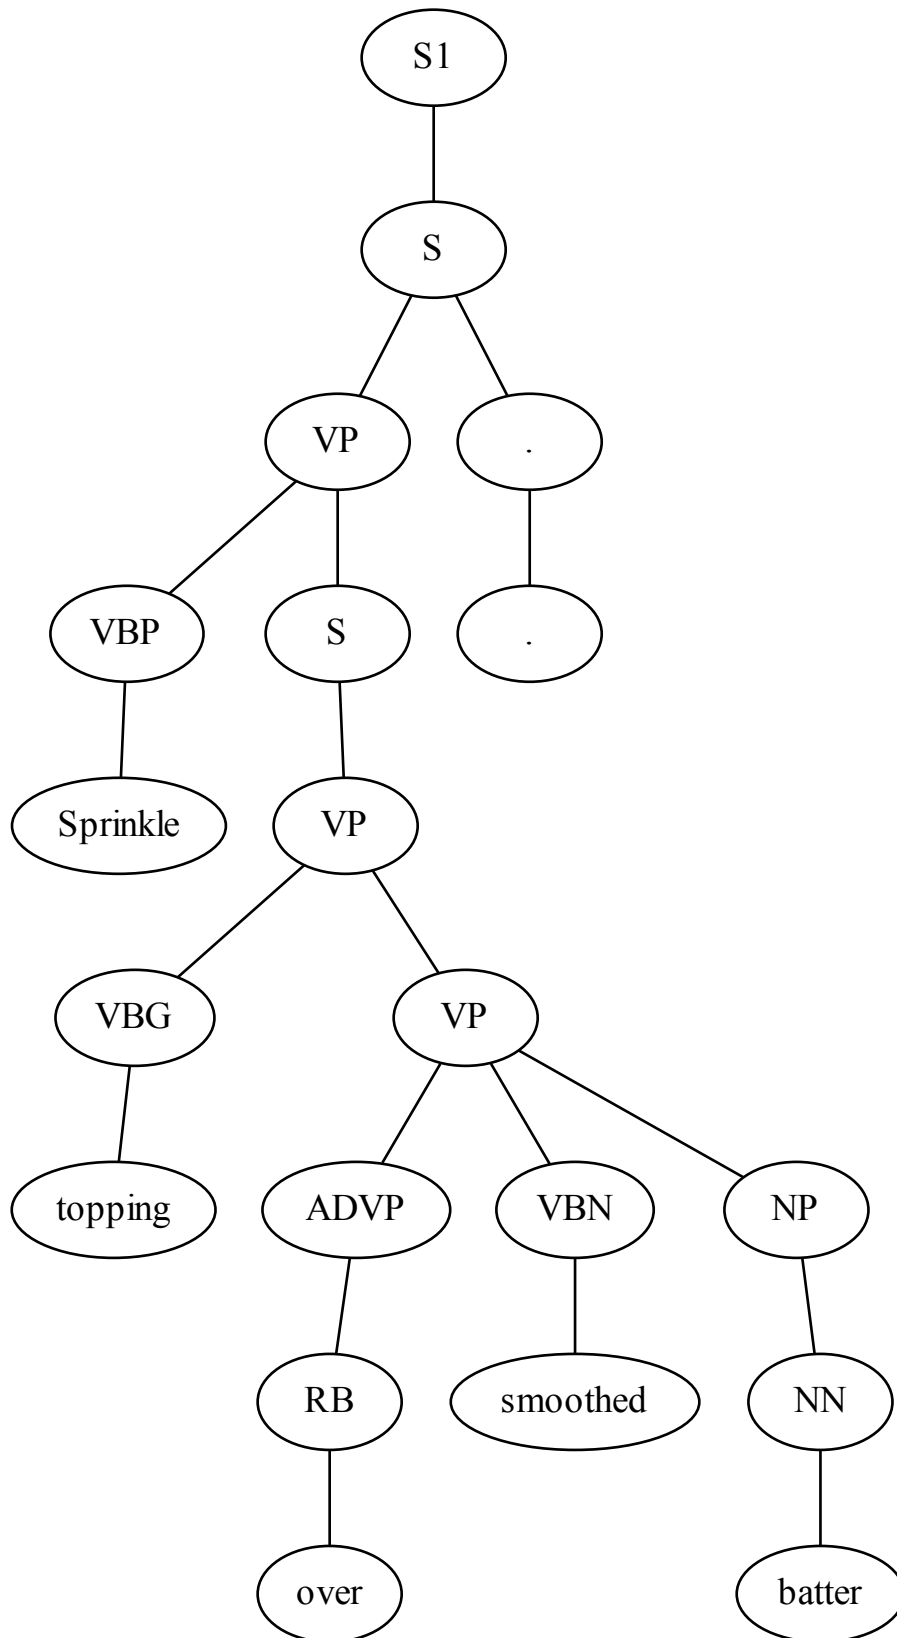 S1
S
VP .
VBP S .
Sprinkle VP
VBG VP
topping ADVP VBN NP
RB smoothed NN
over batter